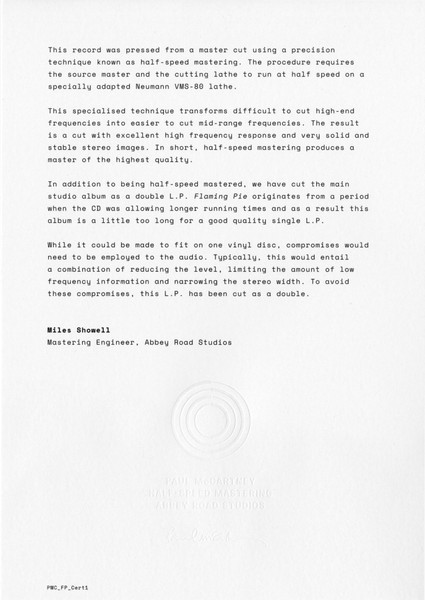 This record was pressed from a master cut using a precision
technique known as half-speed mastering. The procedure requires
the source master and the cutting lathe to run at half speed on a
specially adapted Neumann VMS-80 lathe.
This specialised technique transforms difficult to cut high-end
frequencies into easier to cut mid-range frequencies. The result
is a cut with excellent high frequency response and very solid and
stable stereo images. In short, half-speed mastering produces a
master of the highest quality.
In addition to being half-speed mastered, we have cut the main
studio album as a double L.P. Flaming Pie originates from a period
when the CD was allowing longer running times and as a result this
album is a little too long for a good quality single L.P.
While it could be made to fit on one vinyl disc, compromises would
need to be employed to the audio. Typically, this would entail
a combination of reducing the level, limiting the amount of low
frequency information and narrowing the stereo width. To avoid
these compromises, this L.P. has been cut as a double.
Miles Showell
Mastering Engineer, Abbey Road Studios
PAUL McCARTNEY
HALF-SPEED MASTERING
ABBEY ROAD STUDIOS
PMC_FP_Cert1